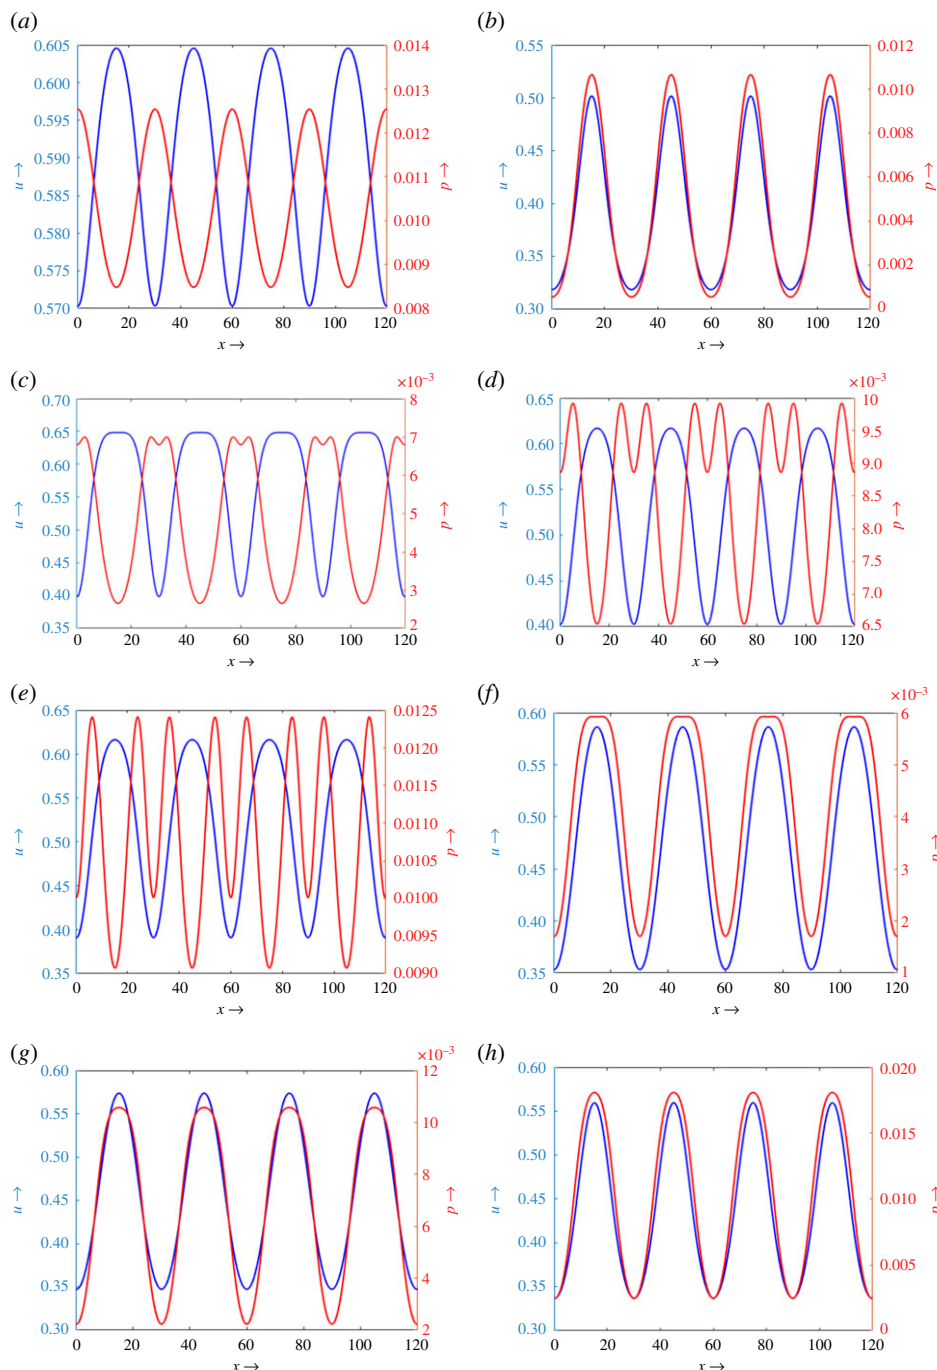 (a)
0.605
0.600
0.595
0.590
0.585
0.580
0.575
0.570
u →
0.014
0.013
0.012
0.011
0.010
0.009
0.008
p →
0 20 40 60 80 100 120
x →
(b)
0.55
0.50
0.45
0.40
0.35
0.30
u →
0.012
0.010
0.008
0.006
0.004
0.002
0
p →
0 20 40 60 80 100 120
x →
(c)
0.70
0.65
0.60
0.55
0.50
0.45
0.40
0.35
u →
×10–3
8
7
6
5
4
3
2
p →
0 20 40 60 80 100 120
x →
(d)
0.65
0.60
0.55
0.50
0.45
0.40
u →
×10–3
10
9.5
9.0
8.5
8.0
7.5
7.0
6.5
p →
0 20 40 60 80 100 120
x →
(e)
0.65
0.60
0.55
0.50
0.45
0.40
0.35
u →
0.0125
0.0120
0.0115
0.0110
0.0105
0.0100
0.0095
0.0090
p →
0 20 40 60 80 100 120
x →
(f)
0.60
0.55
0.50
0.45
0.40
0.35
u →
×10–3
6
5
4
3
2
1
p →
0 20 40 60 80 100 120
x →
(g)
0.60
0.55
0.50
0.45
0.40
0.35
0.30
u →
×10–3
12
10
8
6
4
2
p →
0 20 40 60 80 100 120
x →
(h)
0.60
0.55
0.50
0.45
0.40
0.35
0.30
u →
0.020
0.015
0.010
0.005
0
p →
0 20 40 60 80 100 120
x →